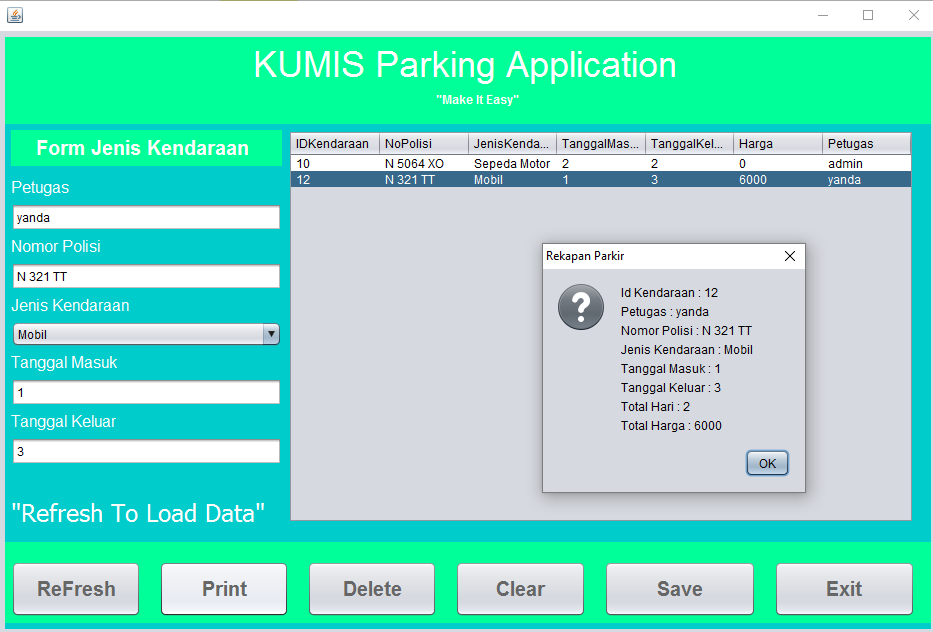 KUMIS Parking Application
"Make It Easy"
Form Jenis Kendaraan
Petugas
yanda
Nomor Polisi
N 321 TT
Jenis Kendaraan
Mobil
Tanggal Masuk
1
Tanggal Keluar
3
"Refresh To Load Data"
IDKendaraan NoPolisi JenisKenda... TanggalMas... TanggalKel... Harga Petugas
10 N 5064 XO Sepeda Motor 2 2 0 admin
12 N 321 TT Mobil 1 3 6000 yanda
Rekapan Parkir
?
Id Kendaraan : 12
Petugas : yanda
Nomor Polisi : N 321 TT
Jenis Kendaraan : Mobil
Tanggal Masuk : 1
Tanggal Keluar : 3
Total Hari : 2
Total Harga : 6000
OK
ReFresh Print Delete Clear Save Exit